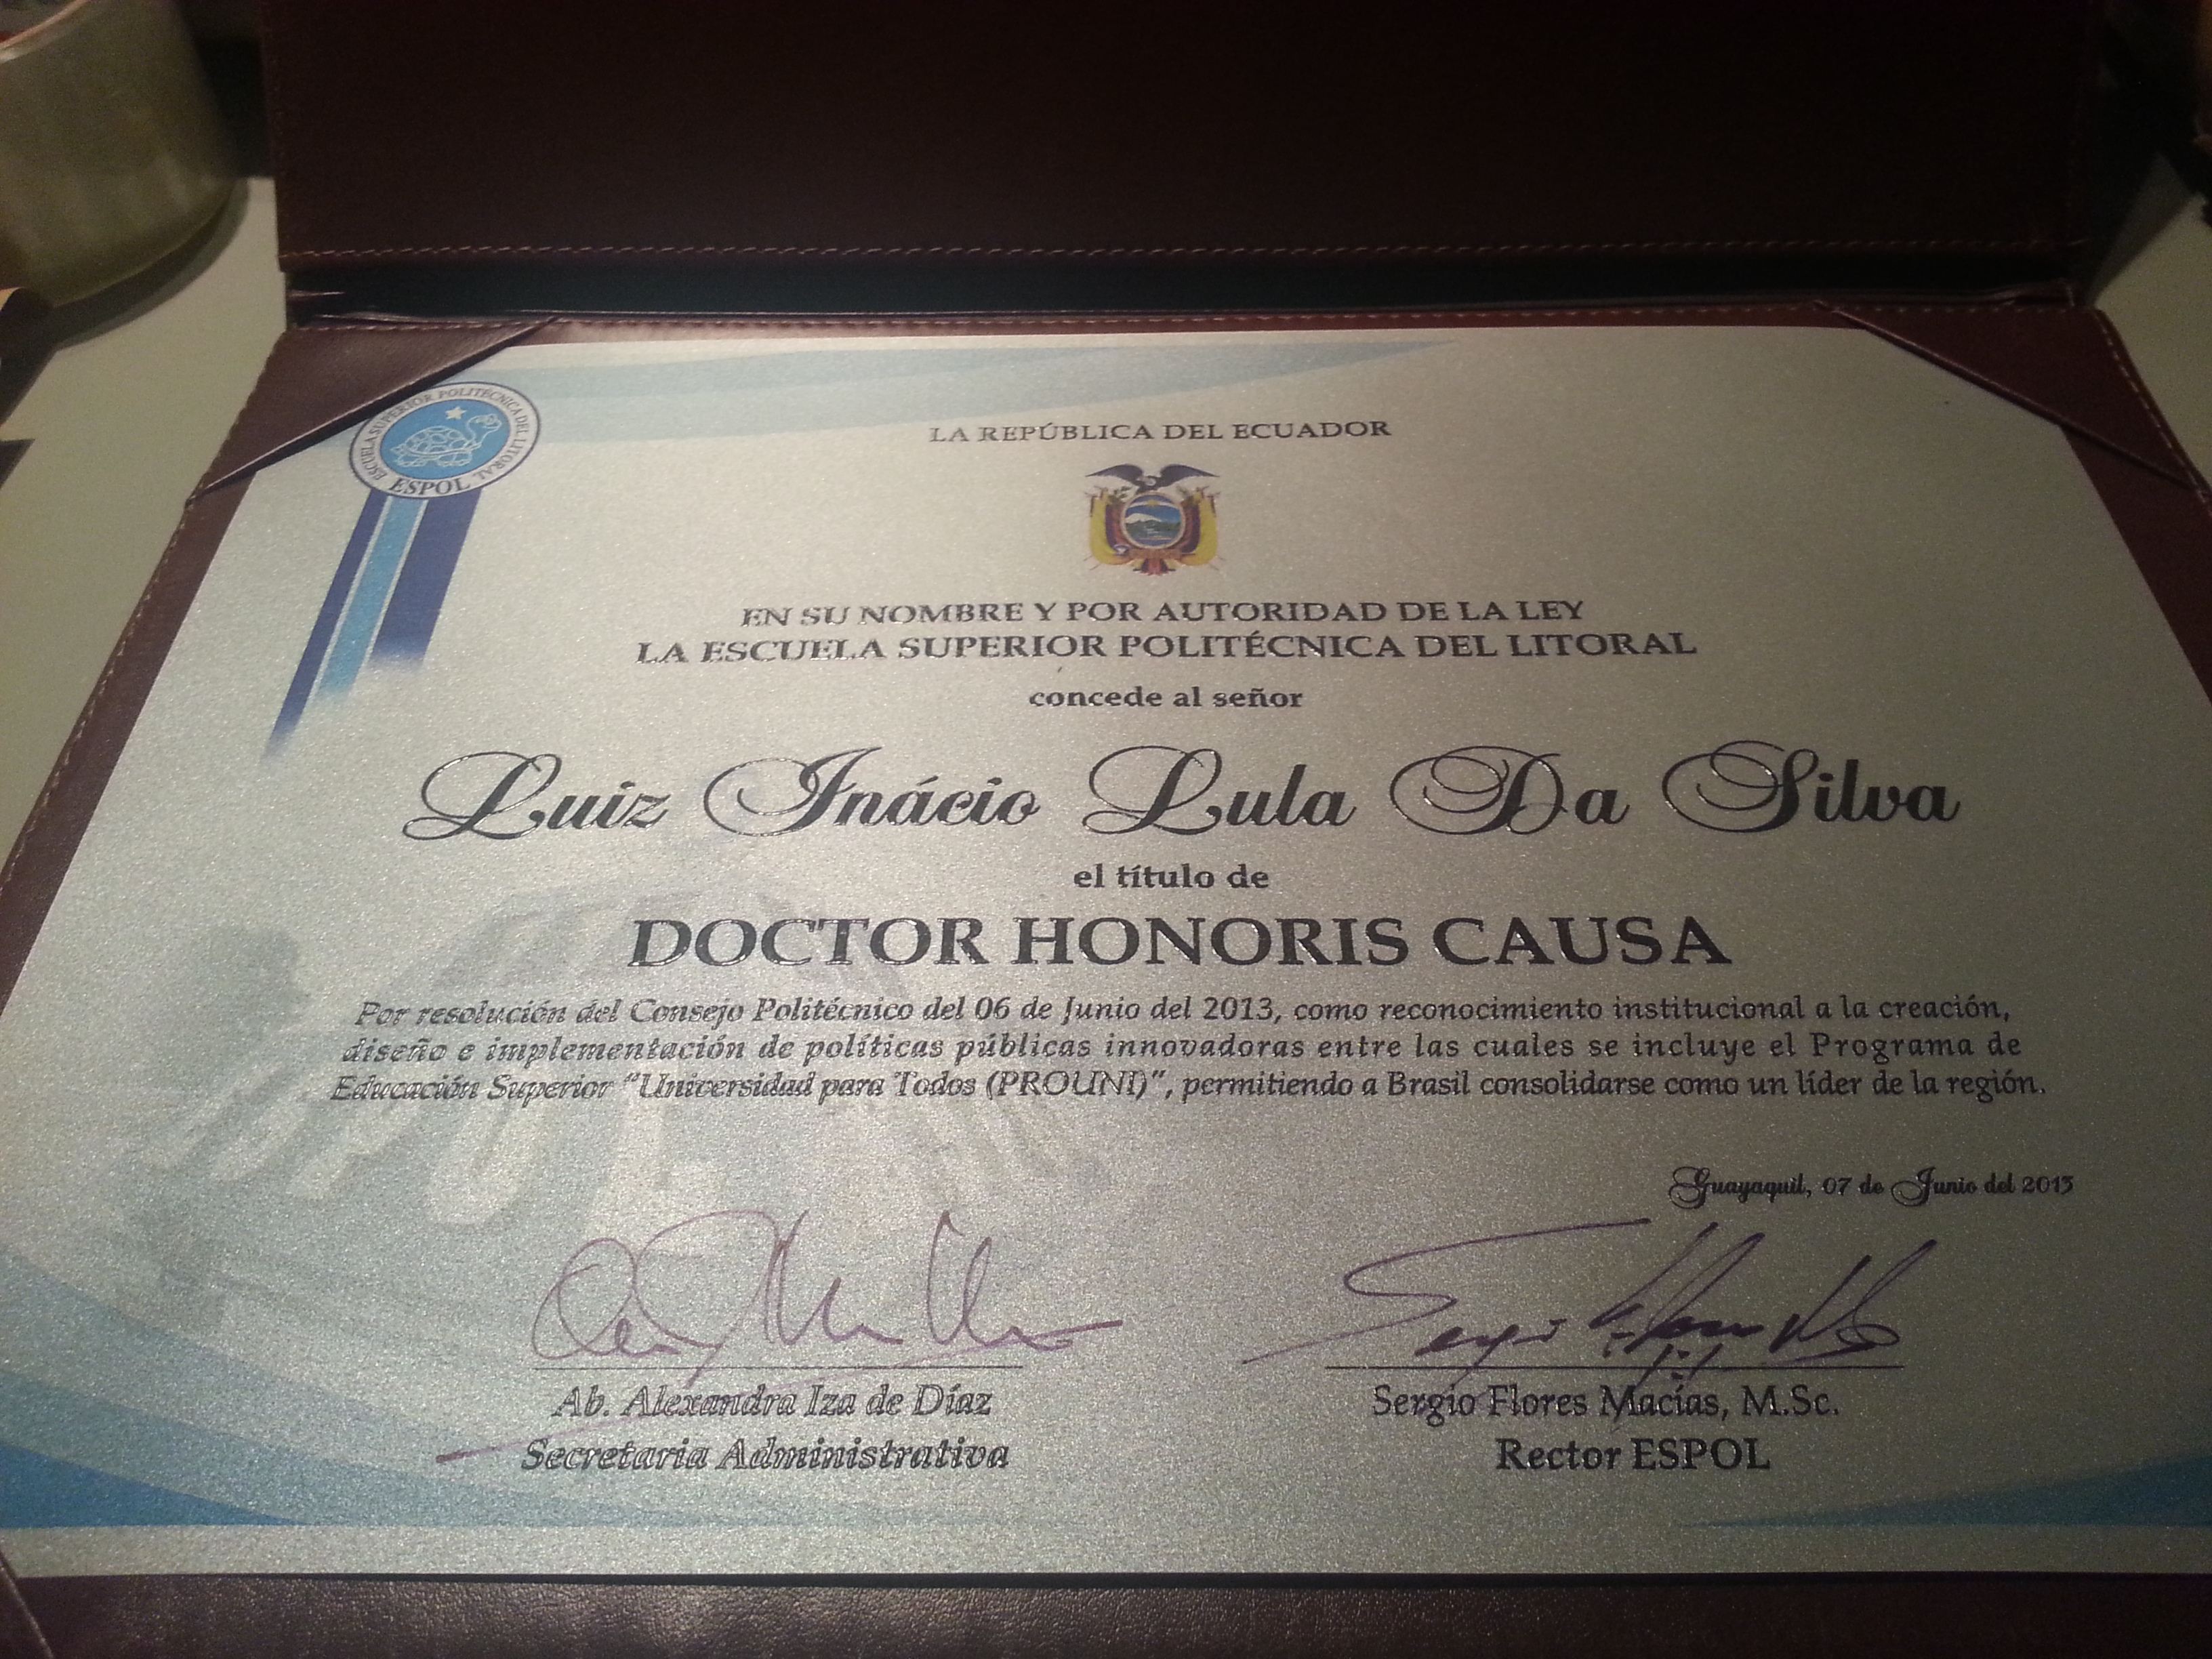 ESCUELA SUPERIOR POLITÉCNICA DEL LITORAL
ESPOL
LA REPÚBLICA DEL ECUADOR
EN SU NOMBRE Y POR AUTORIDAD DE LA LEY
LA ESCUELA SUPERIOR POLITÉCNICA DEL LITORAL
concede al señor
Luiz Inácio Lula Da Silva
el título de
DOCTOR HONORIS CAUSA
Por resolución del Consejo Politécnico del 06 de Junio del 2013, como reconocimiento institucional a la creación,
diseño e implementación de políticas públicas innovadoras entre las cuales se incluye el Programa de
Educación Superior "Universidad para Todos (PROUNI)", permitiendo a Brasil consolidarse como un líder de la región.
Guayaquil, 07 de Junio del 2013
Ab. Alexandra Iza de Díaz
Secretaria Administrativa
Sergio Flores Macías, M.Sc.
Rector ESPOL